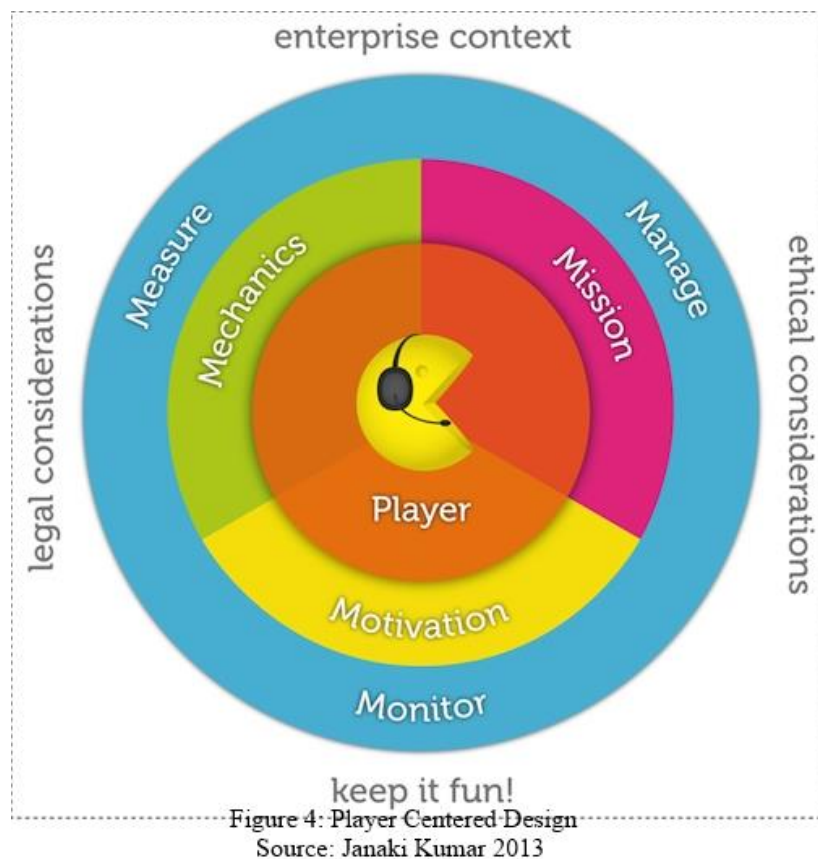 enterprise context
Measure
Manage
Mechanics
Mission
legal considerations
ethical considerations
Player
Motivation
Monitor
keep it fun!
Figure 4: Player Centered Design
Source: Janaki Kumar 2013